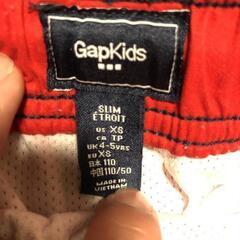 GapKids
SLIM
ÉTROIT
US XS
CA TP
UK 4-5YRS
EU XS
日本 110
中国 110/50
MADE IN
VIETNAM